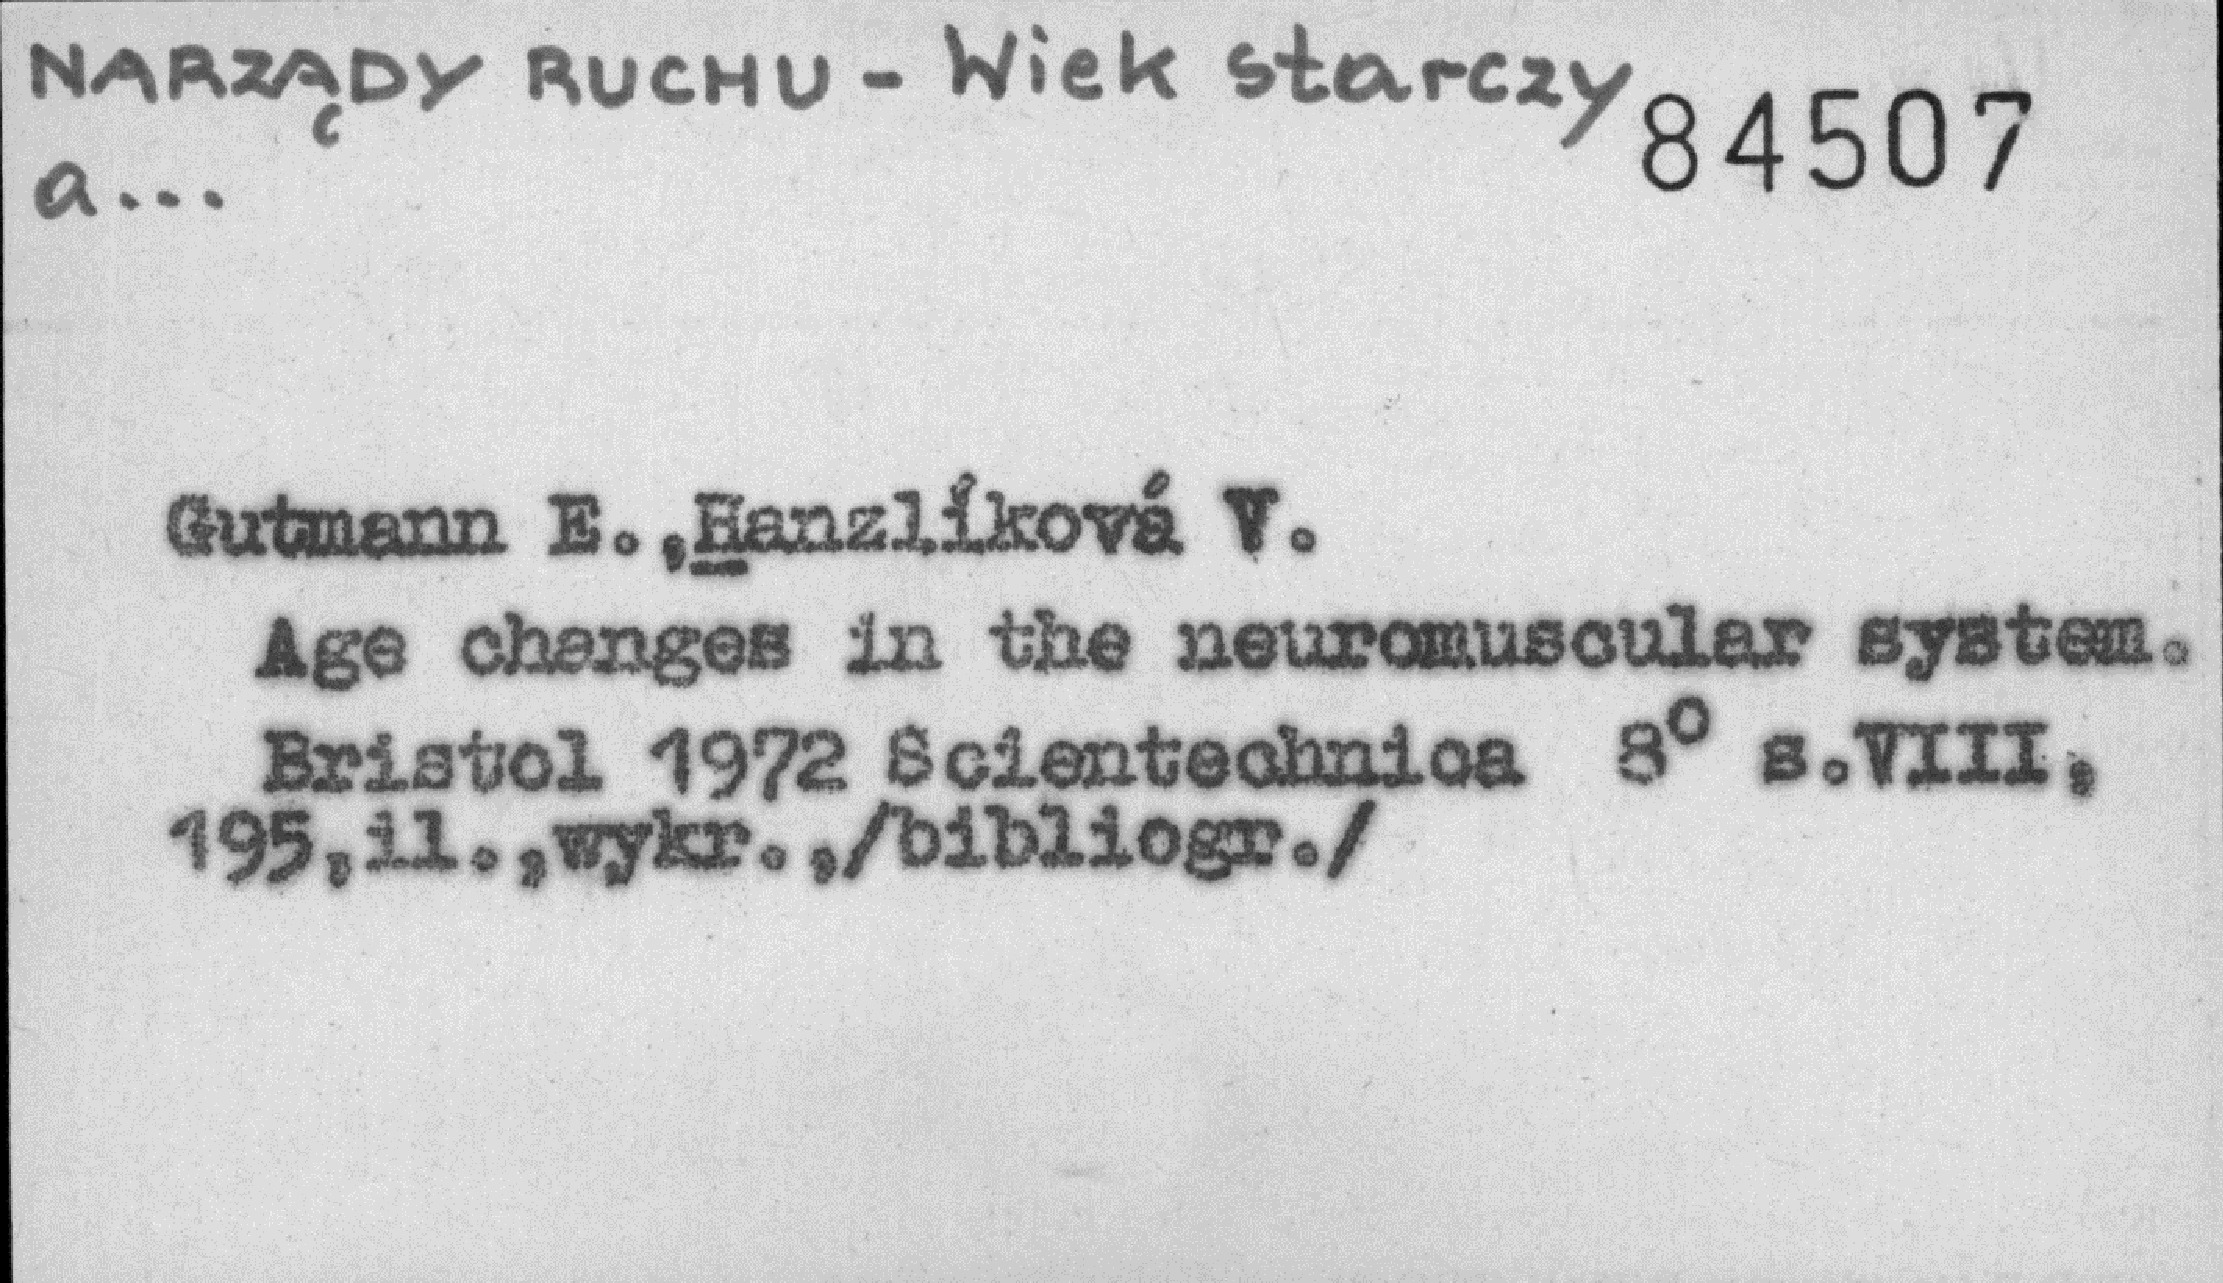 NARZĄDY RUCHU - Wiek starczy 84507
a...
Gutmann E.,Hanzlíková V.
Age changes in the neuromuscular system.
Bristol 1972 Scientechnica 8° s.VIII,
195,il.,wykr.,/bibliogr./